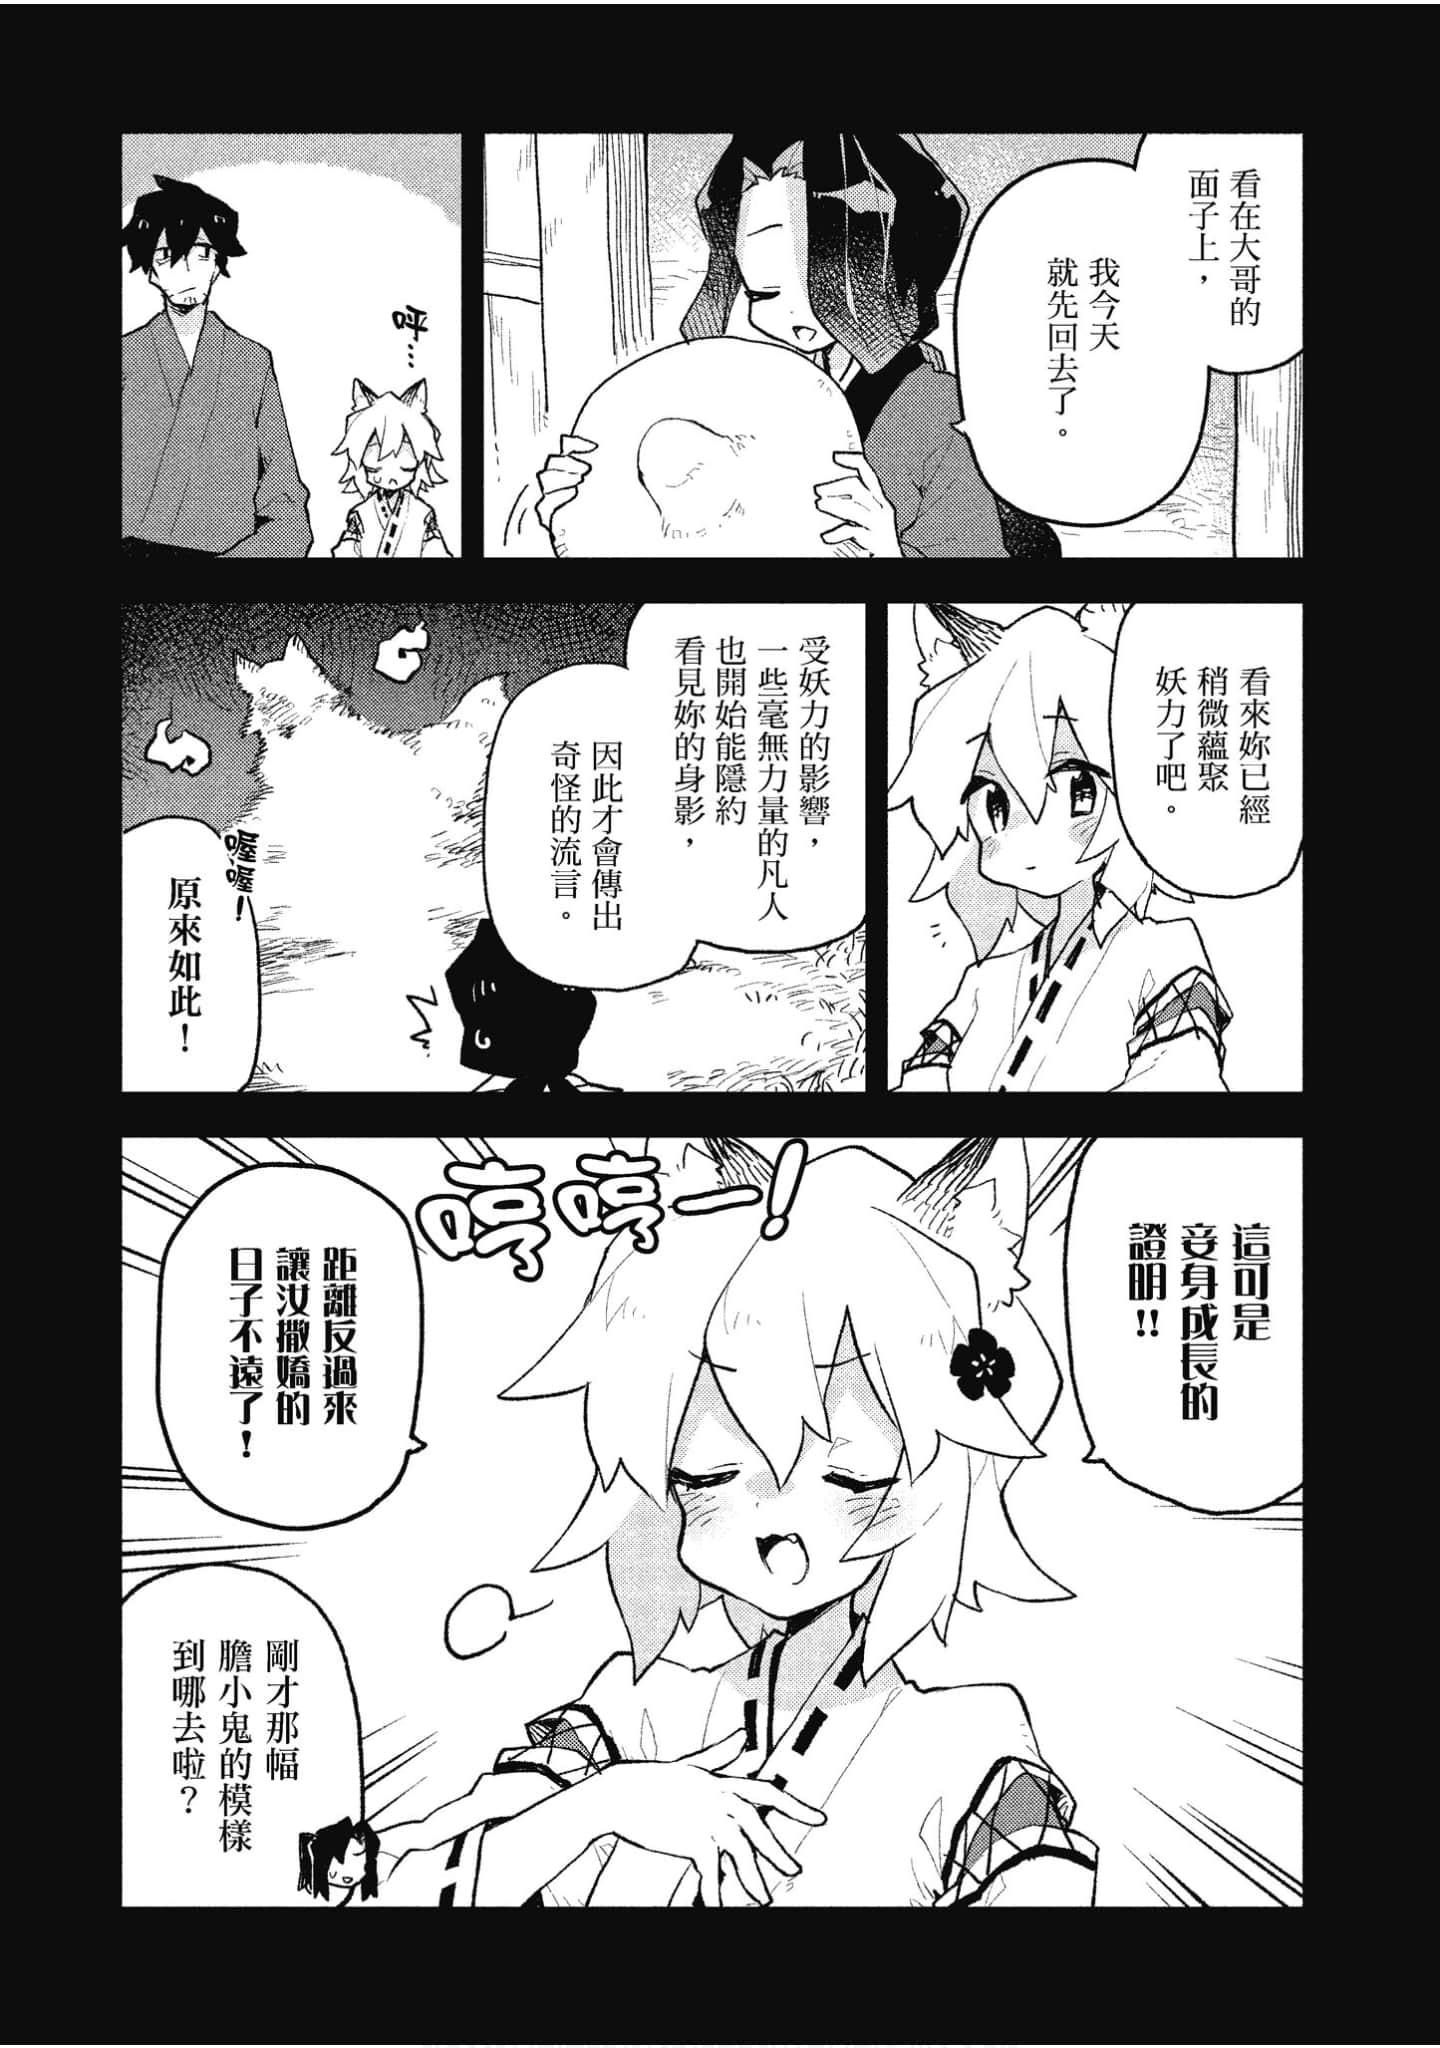 看在大哥的
面子上，
我今天
就先回去了。
呼…
看來妳已經
稍微蘊聚
妖力了吧。
受妖力的影響，
一些毫無力量的凡人
也開始能隱約
看見妳的身影，
因此才會傳出
奇怪的流言。
喔喔！
原來如此！
這可是
妾身成長的
證明!!
哼哼—！
距離反過來
讓汝撒嬌的
日子不遠了！
剛才那幅
膽小鬼的模樣
到哪去啦？